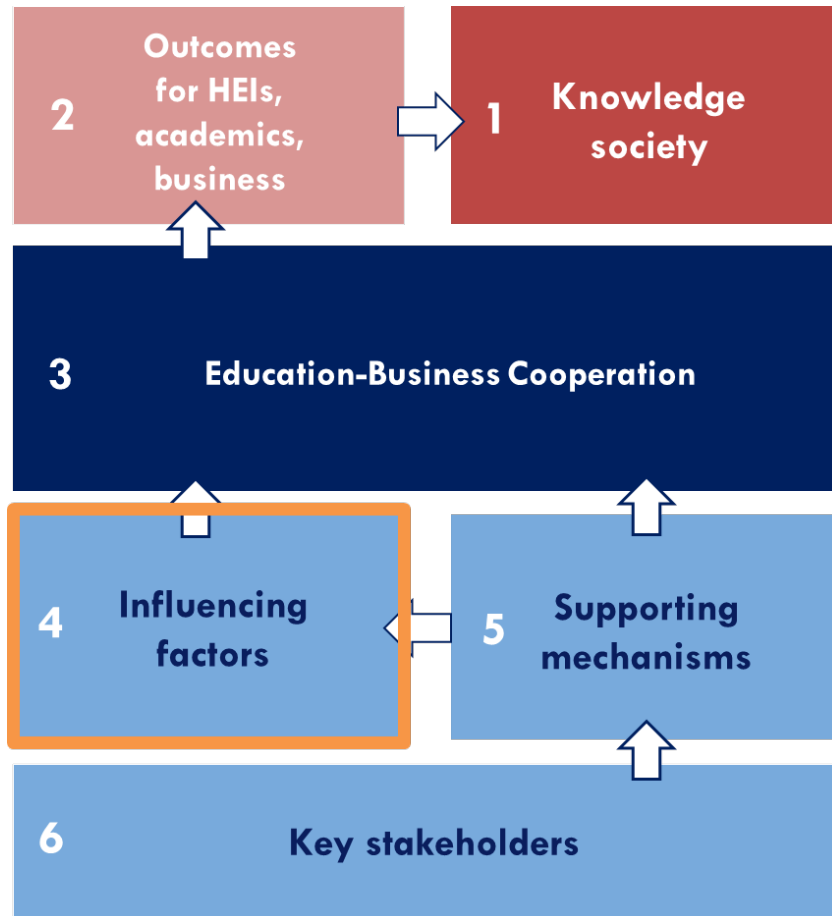 2
Outcomes
for HEIs,
academics,
business
1
Knowledge
society
3
Education-Business Cooperation
4
Influencing
factors
5
Supporting
mechanisms
6
Key stakeholders